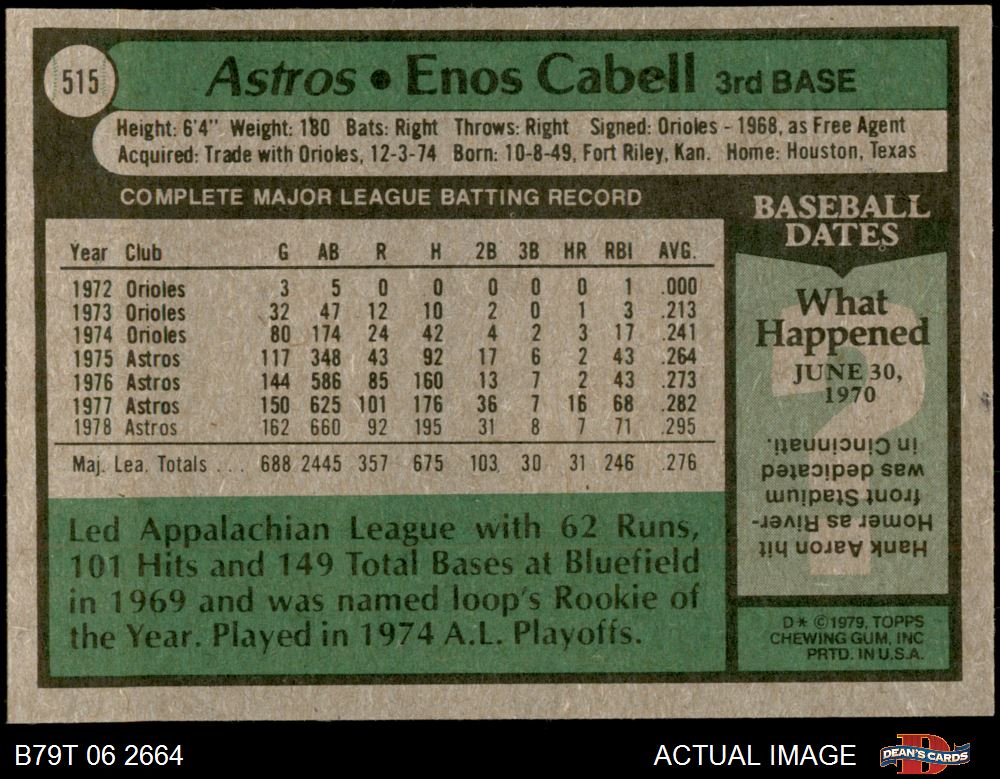 515
Astros • Enos Cabell 3rd BASE
Height: 6'4" Weight: 180 Bats: Right Throws: Right Signed: Orioles - 1968, as Free Agent
Acquired: Trade with Orioles, 12-3-74 Born: 10-8-49, Fort Riley, Kan. Home: Houston, Texas
COMPLETE MAJOR LEAGUE BATTING RECORD
Year Club G AB R H 2B 3B HR RBI AVG.
1972 Orioles 3 5 0 0 0 0 0 1 .000
1973 Orioles 32 47 12 10 2 0 1 3 .213
1974 Orioles 80 174 24 42 4 2 3 17 .241
1975 Astros 117 348 43 92 17 6 2 43 .264
1976 Astros 144 586 85 160 13 7 2 43 .273
1977 Astros 150 625 101 176 36 7 16 68 .282
1978 Astros 162 660 92 195 31 8 7 71 .295
Maj. Lea. Totals . . . 688 2445 357 675 103 30 31 246 .276
Led Appalachian League with 62 Runs,
101 Hits and 149 Total Bases at Bluefield
in 1969 and was named loop's Rookie of
the Year. Played in 1974 A.L. Playoffs.
BASEBALL
DATES
What
Happened
JUNE 30,
1970
?
Hank Aaron hit
Homer as River-
front Stadium
was dedicated
in Cincinnati.
D* ©1979, TOPPS
CHEWING GUM, INC
PRTD. IN U.S.A.
B79T 06 2664
ACTUAL IMAGE
D
DEAN'S CARDS